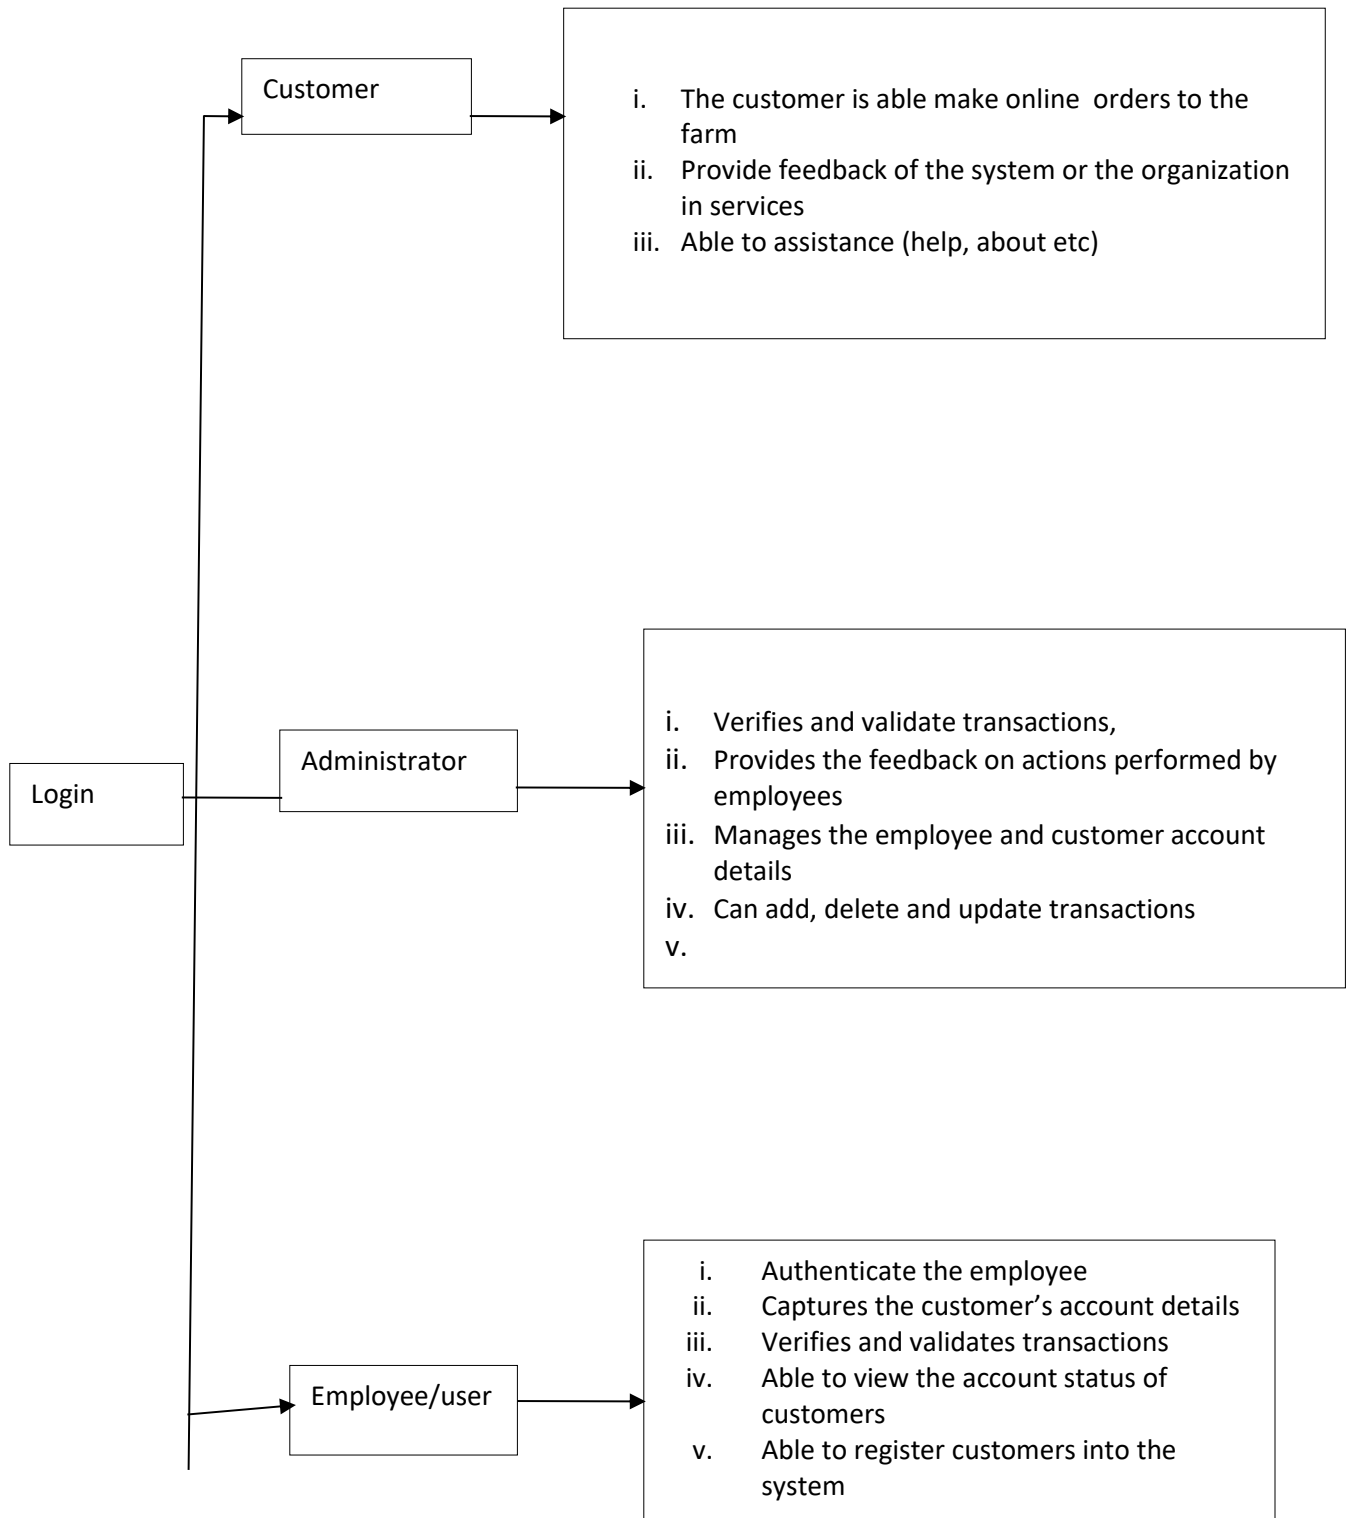 Customer
i. The customer is able make online  orders to the
farm
ii. Provide feedback of the system or the organization
in services
iii. Able to assistance (help, about etc)
Login
Administrator
i. Verifies and validate transactions,
ii. Provides the feedback on actions performed by
employees
iii. Manages the employee and customer account
details
iv. Can add, delete and update transactions
v.
Employee/user
i. Authenticate the employee
ii. Captures the customer’s account details
iii. Verifies and validates transactions
iv. Able to view the account status of
customers
v. Able to register customers into the
system